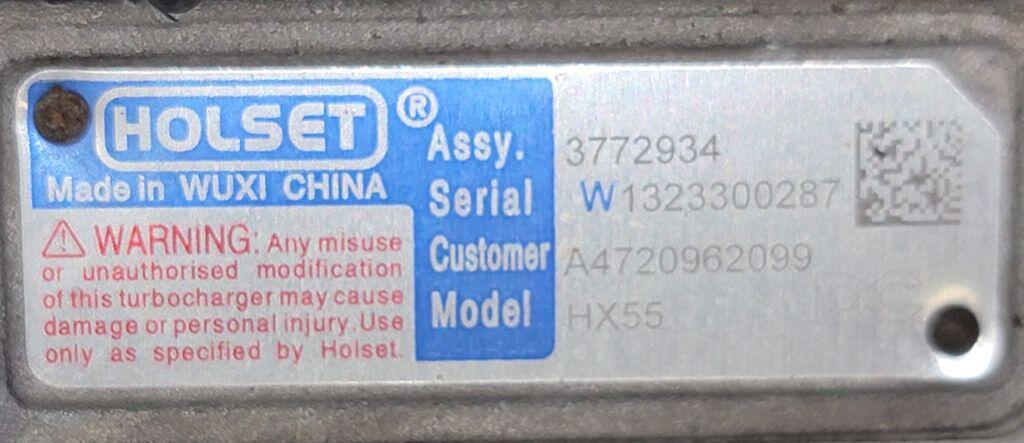 HOLSET®
Made in WUXI CHINA
⚠ WARNING: Any misuse
or unauthorised modification
of this turbocharger may cause
damage or personal injury. Use
only as specified by Holset.
Assy. 3772934
Serial W1323300287
Customer A4720962099
Model HX55